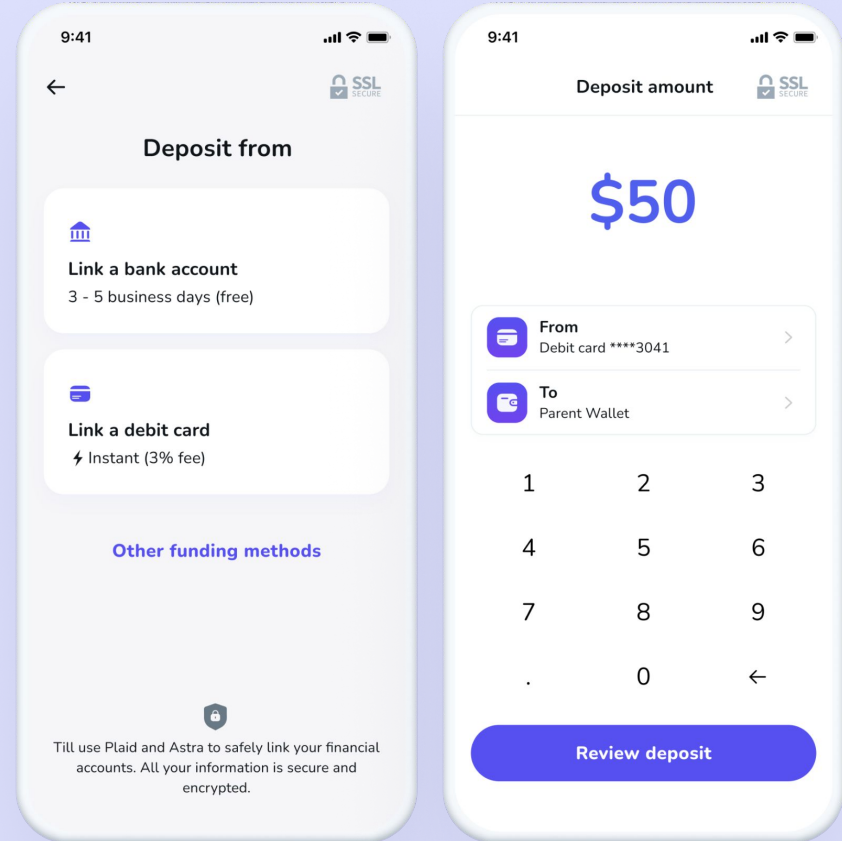 9:41
SSL
SECURE
Deposit from
Link a bank account
3 - 5 business days (free)
Link a debit card
Instant (3% fee)
Other funding methods
Till use Plaid and Astra to safely link your financial
accounts. All your information is secure and
encrypted.
9:41
Deposit amount
SSL
SECURE
$50
From
Debit card ****3041
To
Parent Wallet
1 2 3
4 5 6
7 8 9
. 0
Review deposit